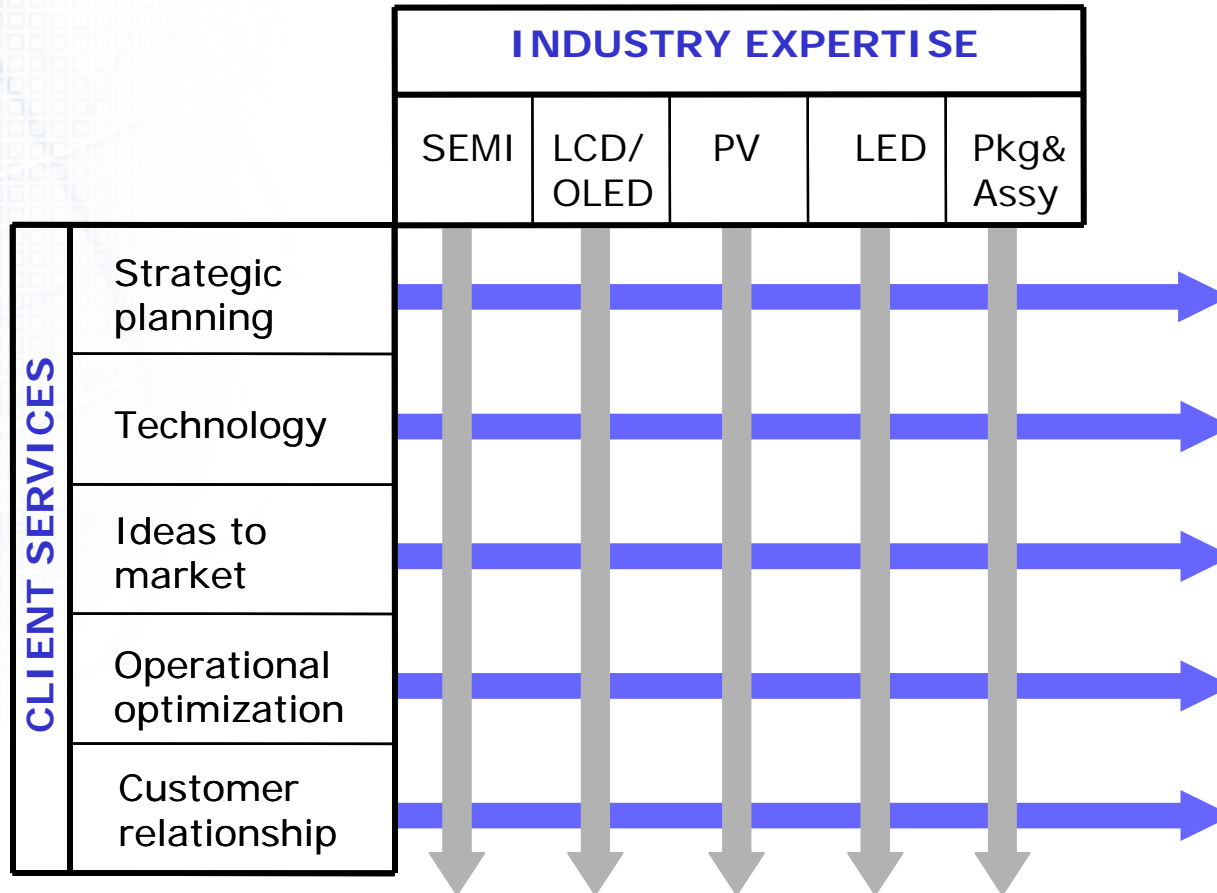 INDUSTRY EXPERTISE
SEMI
LCD/
OLED
PV
LED
Pkg&
Assy
CLIENT SERVICES
Strategic
planning
Technology
Ideas to
market
Operational
optimization
Customer
relationship